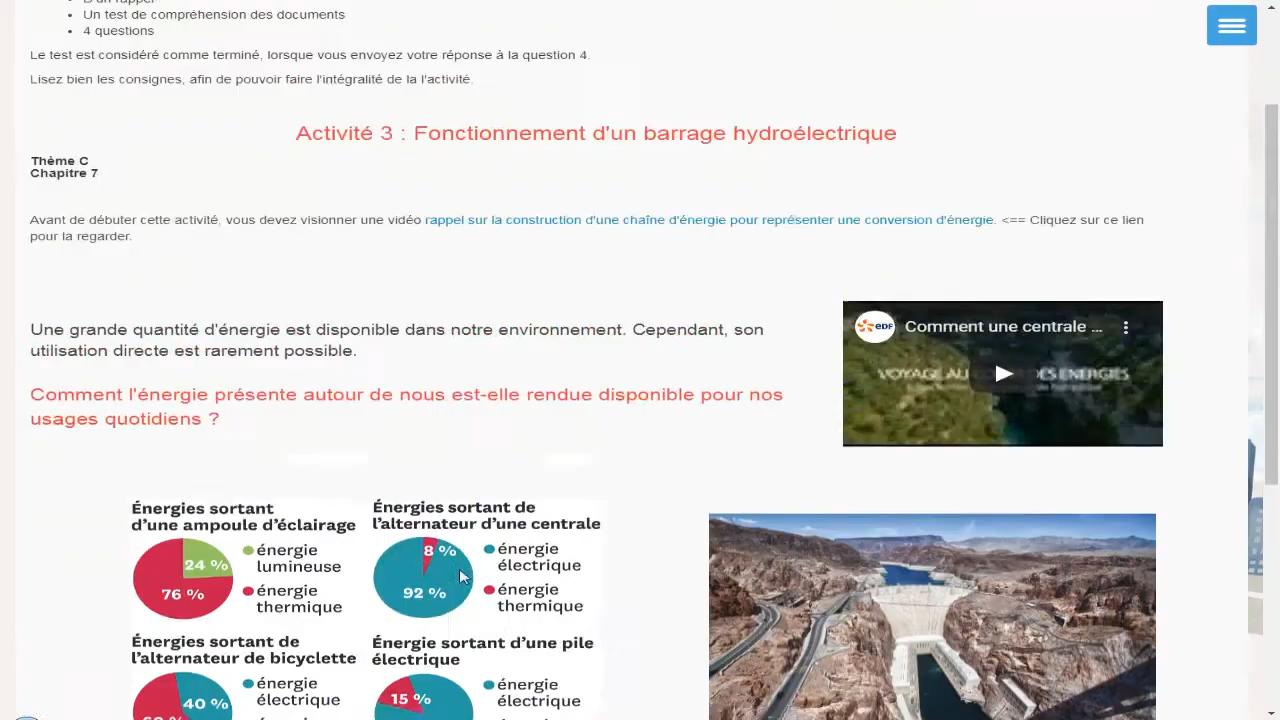 Un test de compréhension des documents
4 questions
Le test est considéré comme terminé, lorsque vous envoyez votre réponse à la question 4.
Lisez bien les consignes, afin de pouvoir faire l'intégralité de la l'activité.
Activité 3 : Fonctionnement d'un barrage hydroélectrique
Thème C
Chapitre 7
Avant de débuter cette activité, vous devez visionner une vidéo rappel sur la construction d'une chaîne d'énergie pour représenter une conversion d'énergie. <== Cliquez sur ce lien
pour la regarder.
Une grande quantité d'énergie est disponible dans notre environnement. Cependant, son
utilisation directe est rarement possible.
Comment l'énergie présente autour de nous est-elle rendue disponible pour nos
usages quotidiens ?
eDF Comment une centrale ...
VOYAGE AU DES ENERGIES
Énergies sortant
d'une ampoule d'éclairage
24 %
76 %
énergie
lumineuse
énergie
thermique
Énergies sortant de
l'alternateur d'une centrale
8 %
92 %
énergie
électrique
énergie
thermique
Énergies sortant de
l'alternateur de bicyclette
40 %
énergie
électrique
Énergie sortant d'une pile
électrique
15 %
énergie
électrique